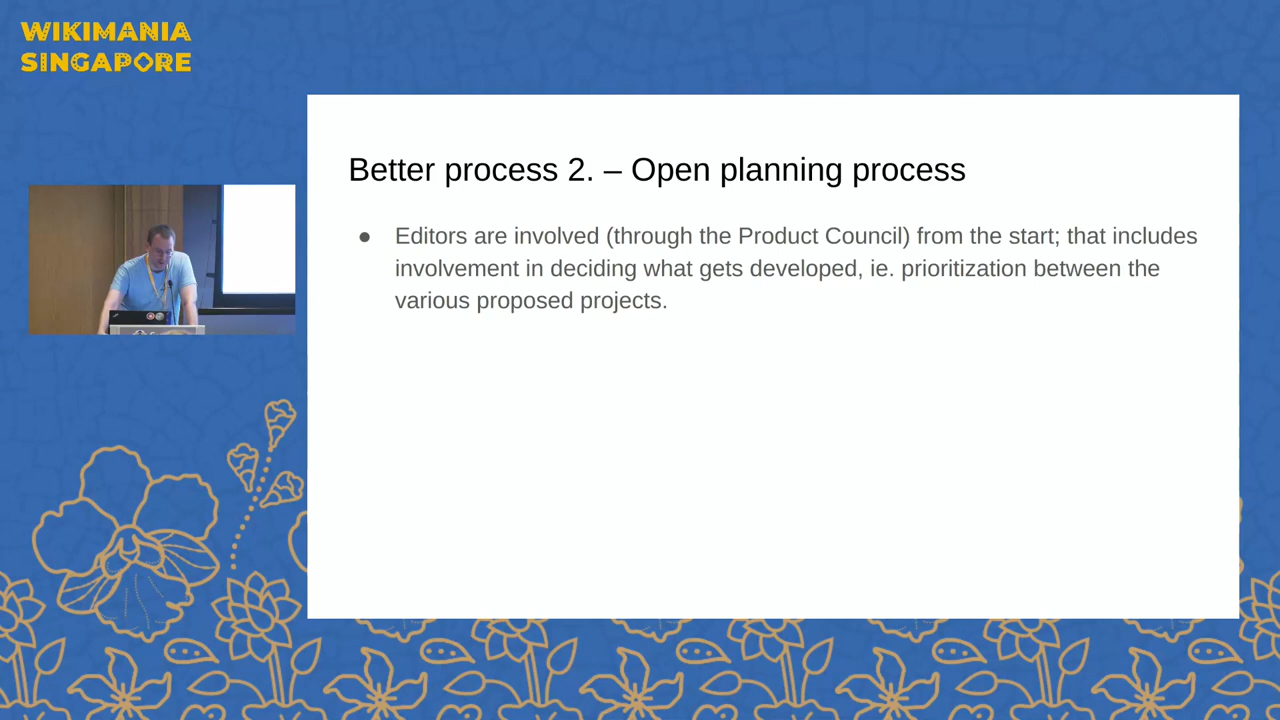 WIKIMANIA
SINGAPORE
Better process 2. – Open planning process
● Editors are involved (through the Product Council) from the start; that includes
involvement in deciding what gets developed, ie. prioritization between the
various proposed projects.